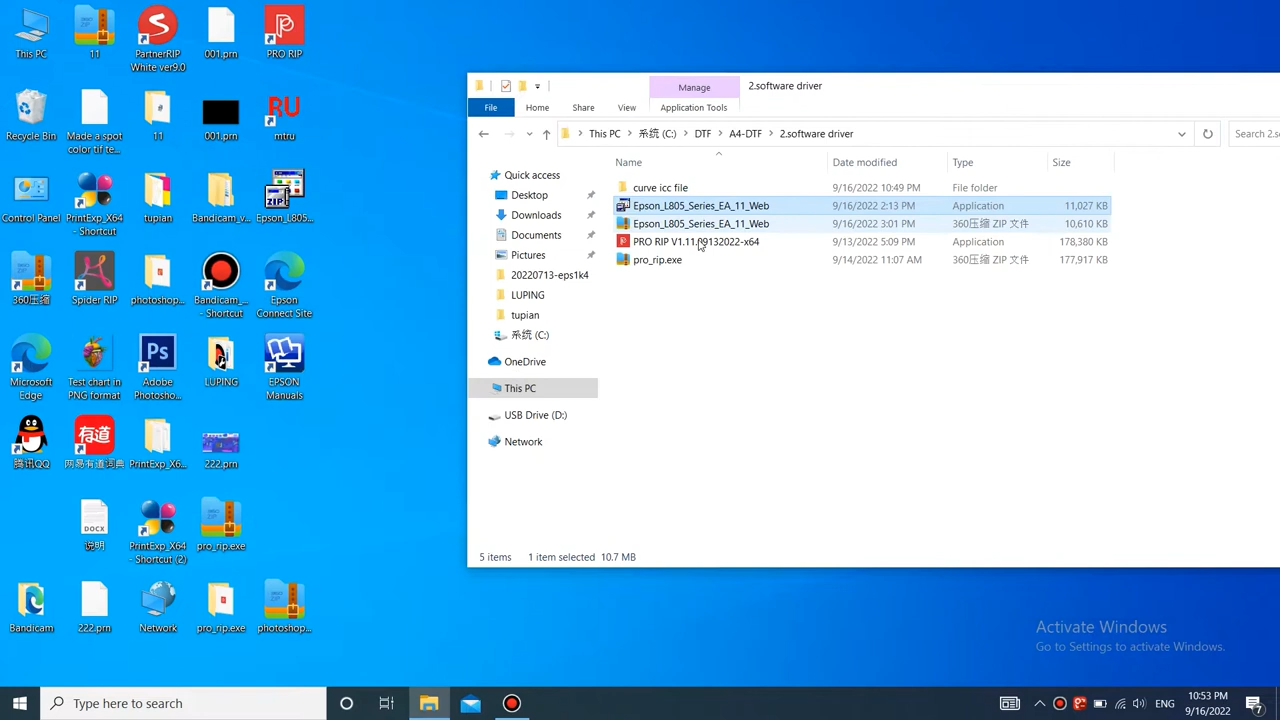 This PC
11
PartnerRIP
White ver9.0
001.prn
PRO RIP
Recycle Bin
Made a spot
color tif te...
11
001.prn
RU
mtru
Control Panel
PrintExp_X64
- Shortcut
tupian
Bandicam_v...
ZIP
Epson_L805...
360压缩
Spider RIP
photoshop...
Bandicam_...
- Shortcut
Epson
Connect Site
Microsoft
Edge
Test chart in
PNG format
Ps
Adobe
Photosho...
LUPING
EPSON
Manuals
腾讯QQ
有道
网易有道词典
PrintExp_X6...
222.prn
DOCX
说明
PrintExp_X64
- Shortcut (2)
pro_rip.exe
Bandicam
222.prn
Network
pro_rip.exe
photoshop...
Manage
2.software driver
File
Home
Share
View
Application Tools
This PC
系统 (C:)
DTF
A4-DTF
2.software driver
Search 2.s
Name
Date modified
Type
Size
Quick access
Desktop
Downloads
Documents
Pictures
20220713-eps1k4
LUPING
tupian
系统 (C:)
OneDrive
This PC
USB Drive (D:)
Network
curve icc file 9/16/2022 10:49 PM File folder
Epson_L805_Series_EA_11_Web 9/16/2022 2:13 PM Application 11,027 KB
Epson_L805_Series_EA_11_Web 9/16/2022 3:01 PM 360压缩 ZIP 文件 10,610 KB
PRO RIP V1.11.09132022-x64 9/13/2022 5:09 PM Application 178,380 KB
pro_rip.exe 9/14/2022 11:07 AM 360压缩 ZIP 文件 177,917 KB
5 items 1 item selected 10.7 MB
Activate Windows
Go to Settings to activate Windows.
Type here to search
ENG
10:53 PM
9/16/2022
7